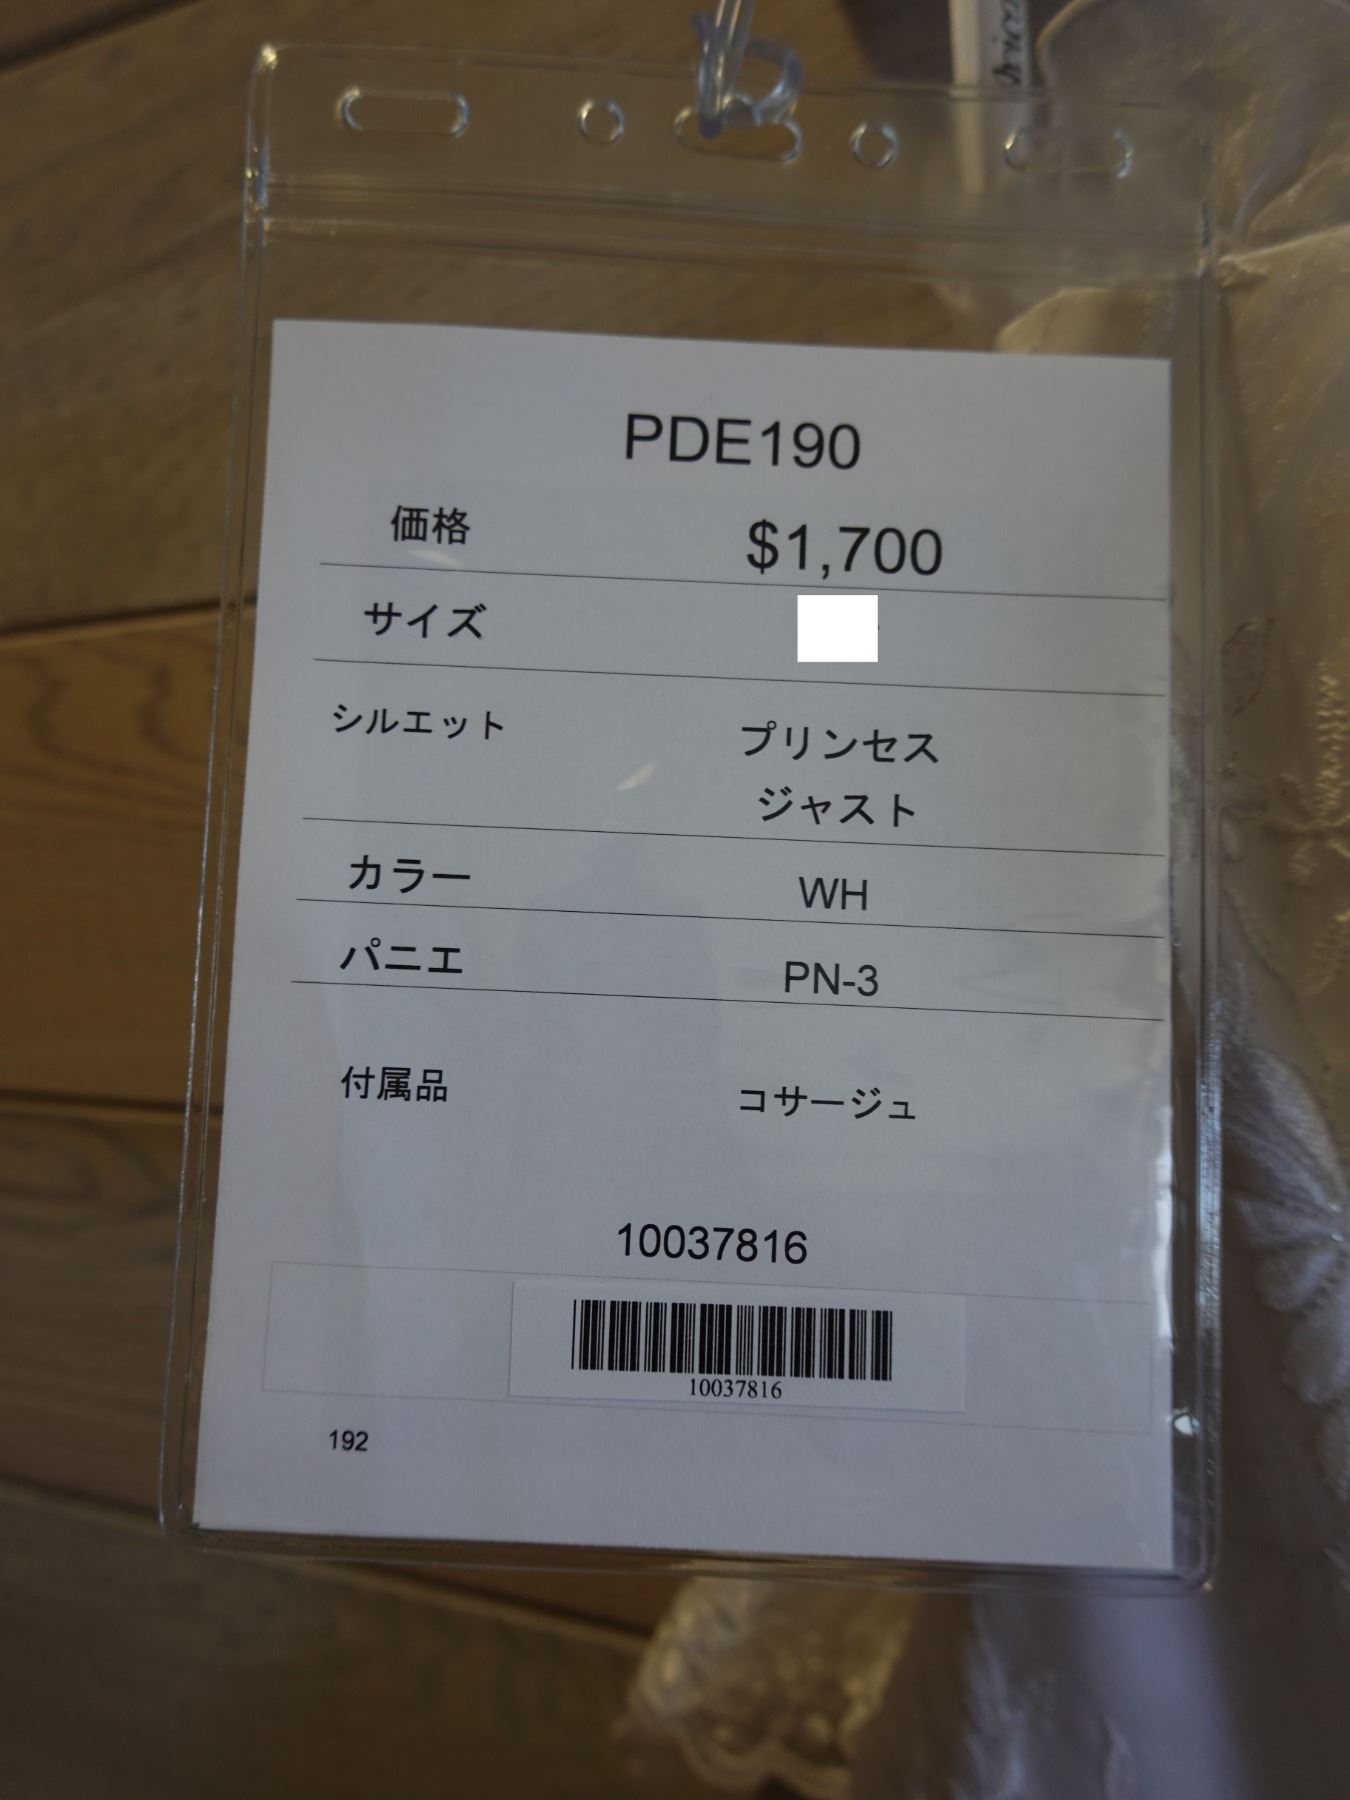 PDE190
価格 $1,700
サイズ
シルエット プリンセス
ジャスト
カラー WH
パニエ PN-3
付属品 コサージュ
10037816
10037816
192